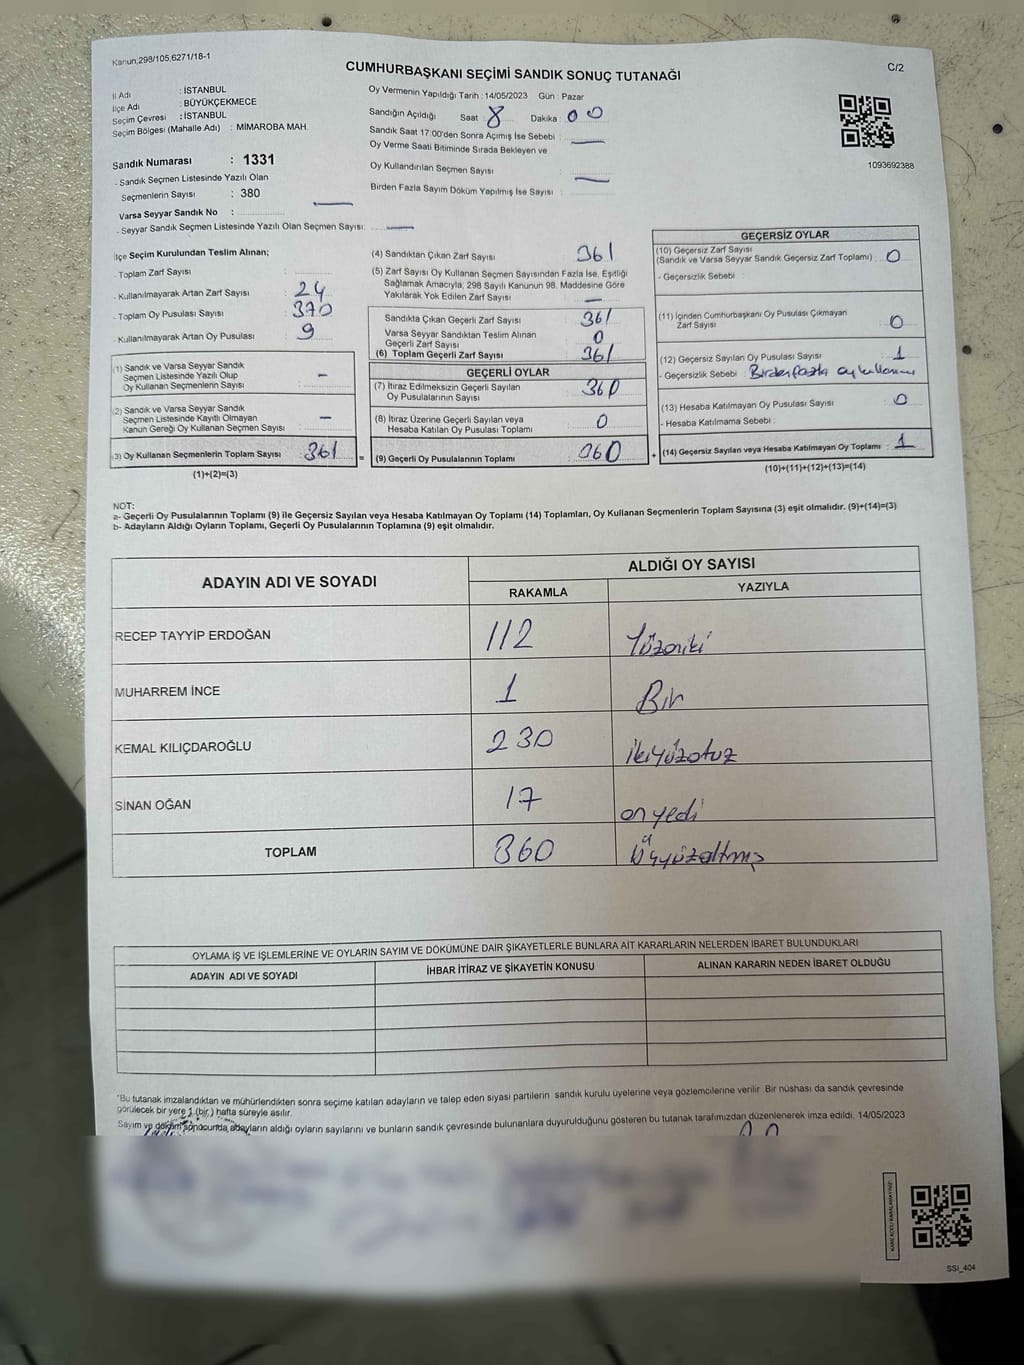 Kanun,298/105,6271/18-1
CUMHURBAŞKANI SEÇİMİ SANDIK SONUÇ TUTANAĞI
C/2
İl Adı : İSTANBUL
İlçe Adı : BÜYÜKÇEKMECE
Seçim Çevresi : İSTANBUL
Seçim Bölgesi (Mahalle Adı) : MİMAROBA MAH.
Sandık Numarası : 1331
- Sandık Seçmen Listesinde Yazılı Olan
Seçmenlerin Sayısı : 380
Varsa Seyyar Sandık No : —
- Seyyar Sandık Seçmen Listesinde Yazılı Olan Seçmen Sayısı: —
Oy Vermenin Yapıldığı Tarih : 14/05/2023 Gün : Pazar
Sandığın Açıldığı Saat 8 Dakika 00
Sandık Saat 17:00'den Sonra Açımış İse Sebebi : —
Oy Verme Saati Bitiminde Sırada Bekleyen ve
Oy Kullandırılan Seçmen Sayısı : —
Birden Fazla Sayım Döküm Yapılmış İse Sayısı :
1093692388
İlçe Seçim Kurulundan Teslim Alınan;
- Toplam Zarf Sayısı :
- Kullanılmayarak Artan Zarf Sayısı : 24
- Toplam Oy Pusulası Sayısı : 370
- Kullanılmayarak Artan Oy Pusulası : 9
(1) Sandık ve Varsa Seyyar Sandık
Seçmen Listesinde Yazılı Olup
Oy Kullanan Seçmenlerin Sayısı : —
(2) Sandık ve Varsa Seyyar Sandık
Seçmen Listesinde Kayıtlı Olmayan
Kanun Gereği Oy Kullanan Seçmen Sayısı : —
(3) Oy Kullanan Seçmenlerin Toplam Sayısı : 361
(1)+(2)=(3)
(4) Sandıktan Çıkan Zarf Sayısı : 361
(5) Zarf Sayısı Oy Kullanan Seçmen Sayısından Fazla İse, Eşitliği
Sağlamak Amacıyla, 298 Sayılı Kanunun 98. Maddesine Göre
Yakılarak Yok Edilen Zarf Sayısı : —
Sandıkta Çıkan Geçerli Zarf Sayısı : 361
Varsa Seyyar Sandıktan Teslim Alınan
Geçerli Zarf Sayısı : 0
(6) Toplam Geçerli Zarf Sayısı : 361
GEÇERLİ OYLAR
(7) İtiraz Edilmeksizin Geçerli Sayılan
Oy Pusulalarının Sayısı : 360
(8) İtiraz Üzerine Geçerli Sayılan veya
Hesaba Katılan Oy Pusulası Toplamı : 0
= (9) Geçerli Oy Pusulalarının Toplamı : 360
GEÇERSİZ OYLAR
(10) Geçersiz Zarf Sayısı
(Sandık ve Varsa Seyyar Sandık Geçersiz Zarf Toplamı) : 0
- Geçersizlik Sebebi :
(11) İçinden Cumhurbaşkanı Oy Pusulası Çıkmayan
Zarf Sayısı : 0
(12) Geçersiz Sayılan Oy Pusulası Sayısı : 1
- Geçersizlik Sebebi : Birden fazla oy kullanımı
(13) Hesaba Katılmayan Oy Pusulası Sayısı : 0
- Hesaba Katılmama Sebebi :
+ (14) Geçersiz Sayılan veya Hesaba Katılmayan Oy Toplamı : 1
(10)+(11)+(12)+(13)=(14)
NOT:
a- Geçerli Oy Pusulalarının Toplamı (9) ile Geçersiz Sayılan veya Hesaba Katılmayan Oy Toplamı (14) Toplamları, Oy Kullanan Seçmenlerin Toplam Sayısına (3) eşit olmalıdır. (9)+(14)=(3)
b- Adayların Aldığı Oyların Toplamı, Geçerli Oy Pusulalarının Toplamına (9) eşit olmalıdır.
ADAYIN ADI VE SOYADI ALDIĞI OY SAYISI
RAKAMLA YAZIYLA
RECEP TAYYİP ERDOĞAN 112 Yüzoniki
MUHARREM İNCE 1 Bir
KEMAL KILIÇDAROĞLU 230 ikiyüzotuz
SİNAN OĞAN 17 onyedi
TOPLAM 360 üçyüzaltmış
OYLAMA İŞ VE İŞLEMLERİNE VE OYLARIN SAYIM VE DÖKÜMÜNE DAİR ŞİKAYETLERLE BUNLARA AİT KARARLARIN NELERDEN İBARET BULUNDUKLARI
ADAYIN ADI VE SOYADI İHBAR İTİRAZ VE ŞİKAYETİN KONUSU ALINAN KARARIN NEDEN İBARET OLDUĞU
*Bu tutanak imzalandıktan ve mühürlendikten sonra seçime katılan adayların ve talep eden siyasi partilerin sandık kurulu üyelerine veya gözlemcilerine verilir. Bir nüshası da sandık çevresinde
görülecek bir yere 1 (bir) hafta süreyle asılır.
Sayım ve döküm sonucunda adayların aldığı oyların sayılarını ve bunların sandık çevresinde bulunanlara duyurulduğunu gösteren bu tutanak tarafımızdan düzenlenerek imza edildi. 14/05/2023
KARE KODU KARALAMAYINIZ!
SSI_404